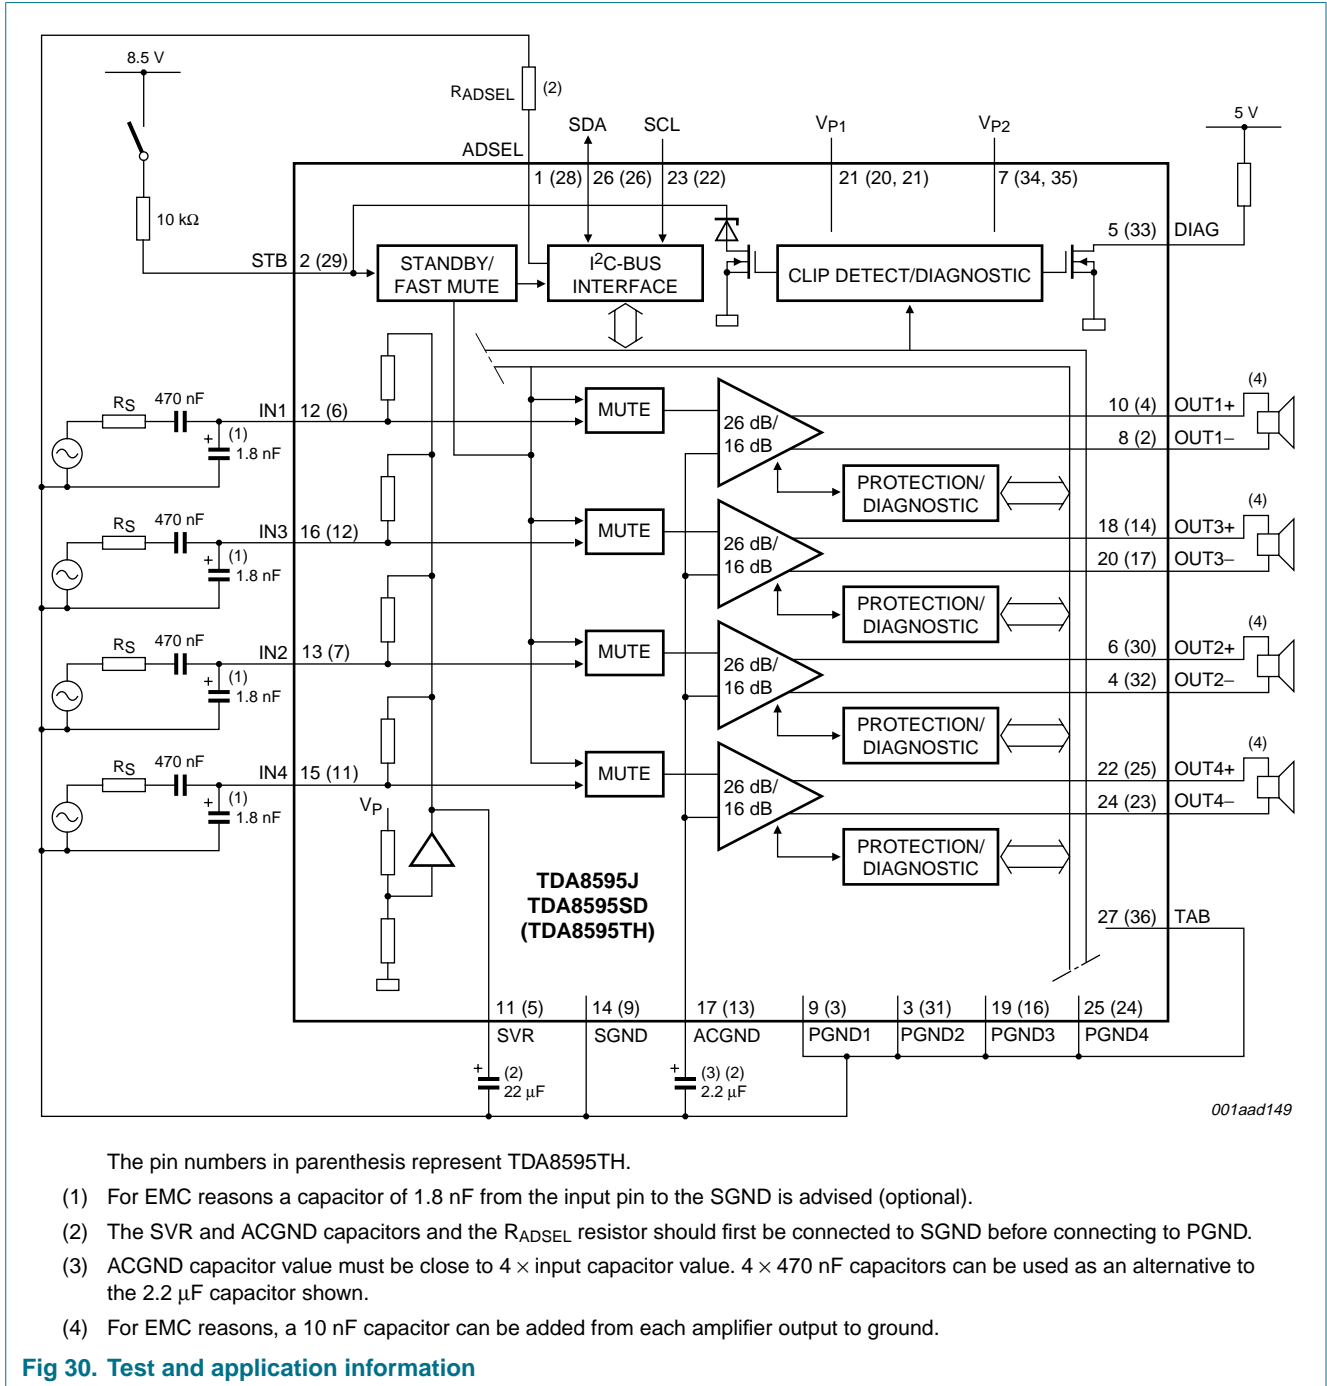 8.5 V
10 kΩ
RADSEL
(2)
ADSEL
SDA
SCL
VP1
VP2
5 V
1 (28)
26 (26)
23 (22)
21 (20, 21)
7 (34, 35)
5 (33)
DIAG
STB
2 (29)
STANDBY/
FAST MUTE
I2C-BUS
INTERFACE
CLIP DETECT/DIAGNOSTIC
RS
470 nF
(1)
1.8 nF
IN1
12 (6)
MUTE
26 dB/
16 dB
10 (4)
OUT1+
8 (2)
OUT1−
(4)
PROTECTION/
DIAGNOSTIC
RS
470 nF
(1)
1.8 nF
IN3
16 (12)
MUTE
26 dB/
16 dB
18 (14)
OUT3+
20 (17)
OUT3−
(4)
PROTECTION/
DIAGNOSTIC
RS
470 nF
(1)
1.8 nF
IN2
13 (7)
MUTE
26 dB/
16 dB
6 (30)
OUT2+
4 (32)
OUT2−
(4)
PROTECTION/
DIAGNOSTIC
RS
470 nF
(1)
1.8 nF
IN4
15 (11)
MUTE
26 dB/
16 dB
22 (25)
OUT4+
24 (23)
OUT4−
(4)
PROTECTION/
DIAGNOSTIC
VP
TDA8595J
TDA8595SD
(TDA8595TH)
27 (36)
TAB
11 (5)
14 (9)
17 (13)
9 (3)
3 (31)
19 (16)
25 (24)
SVR
SGND
ACGND
PGND1
PGND2
PGND3
PGND4
+
(2)
22 μF
+
(3) (2)
2.2 μF
001aad149
The pin numbers in parenthesis represent TDA8595TH.
(1) For EMC reasons a capacitor of 1.8 nF from the input pin to the SGND is advised (optional).
(2) The SVR and ACGND capacitors and the RADSEL resistor should first be connected to SGND before connecting to PGND.
(3) ACGND capacitor value must be close to 4 × input capacitor value. 4 × 470 nF capacitors can be used as an alternative to
the 2.2 μF capacitor shown.
(4) For EMC reasons, a 10 nF capacitor can be added from each amplifier output to ground.
Fig 30. Test and application information